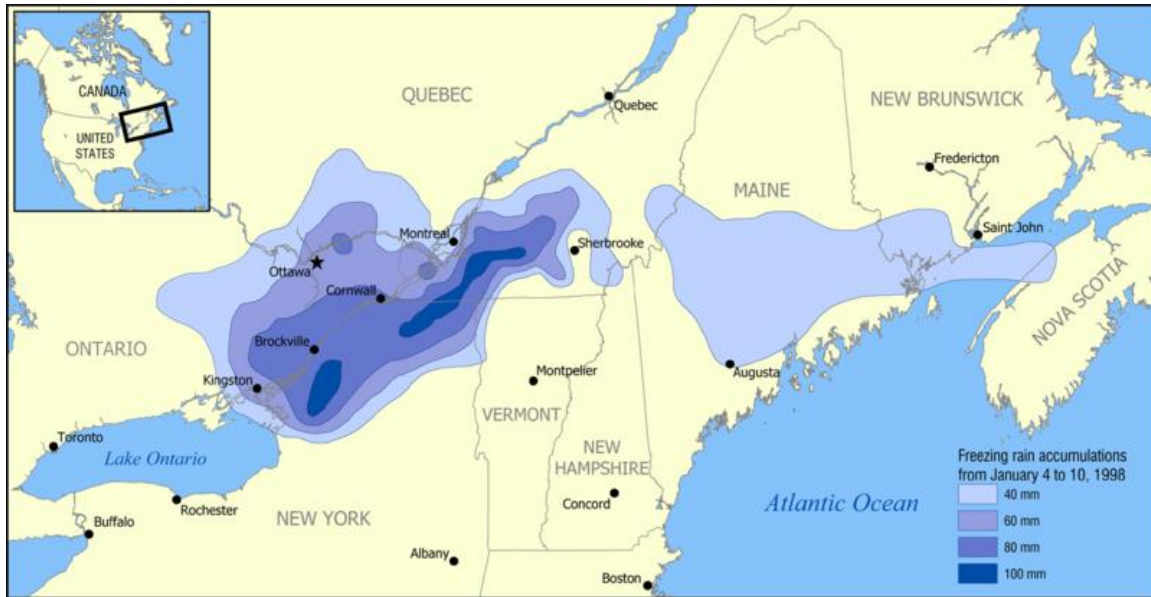 CANADA
UNITED
STATES
QUEBEC
Quebec
NEW BRUNSWICK
Fredericton
MAINE
Saint John
Montreal
Sherbrooke
Ottawa
Cornwall
NOVA SCOTIA
ONTARIO
Brockville
Kingston
Montpelier
Augusta
VERMONT
Toronto
Lake Ontario
NEW
HAMPSHIRE
Rochester
Concord
NEW YORK
Buffalo
Albany
Boston
Atlantic Ocean
Freezing rain accumulations
from January 4 to 10, 1998
40 mm
60 mm
80 mm
100 mm